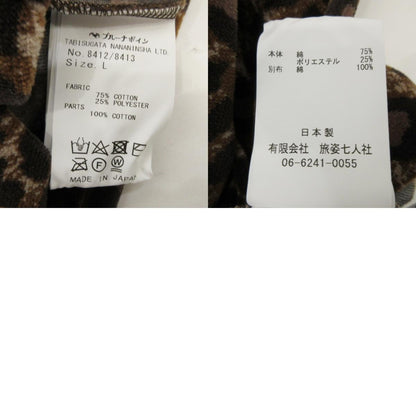 ブルーナボイン
TABISUGATA NANANINSHA LTD.
No. 8412/8413
Size. L
FABRIC
75% COTTON
25% POLYESTER
PARTS
100% COTTON
MADE IN JAPAN
本体 綿 75%
ポリエステル 25%
別布 綿 100%
日本製
有限会社 旅姿七人社
06-6241-0055